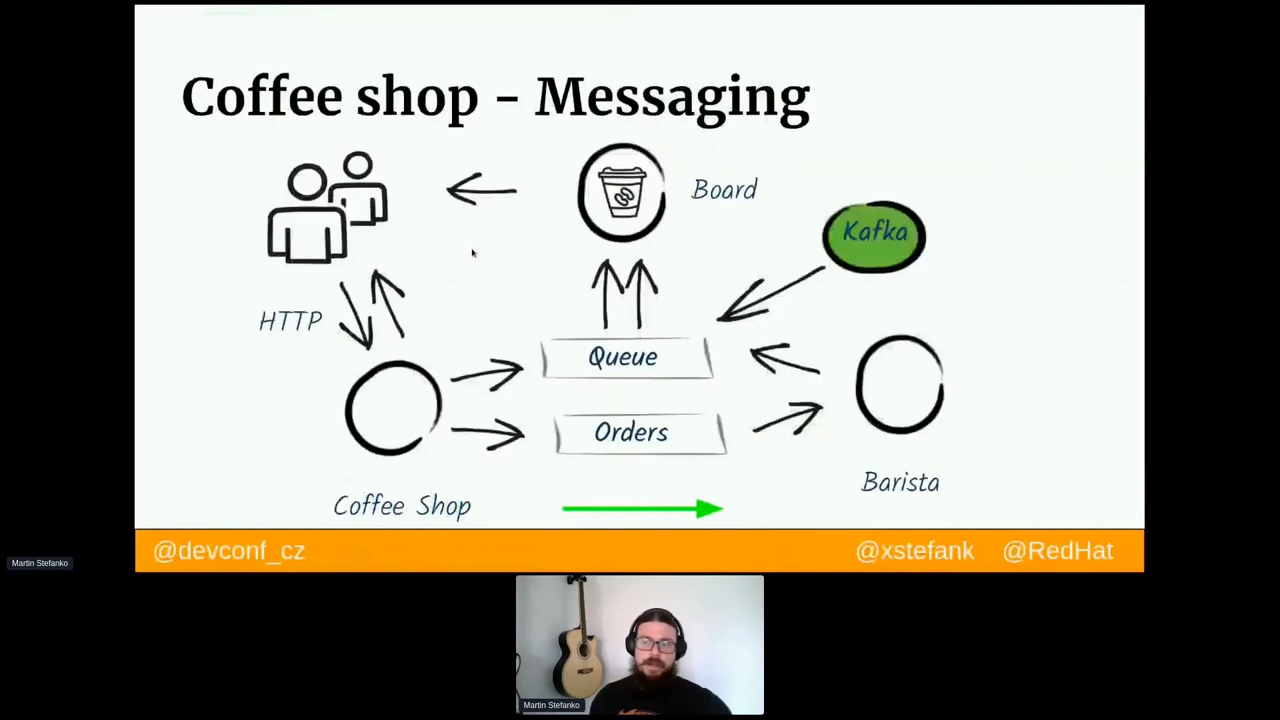 Coffee shop - Messaging
Board
Kafka
HTTP
Queue
Orders
Barista
Coffee Shop
@devconf_cz
@xstefank
@RedHat
Martin Stefanko
Martin Stefanko